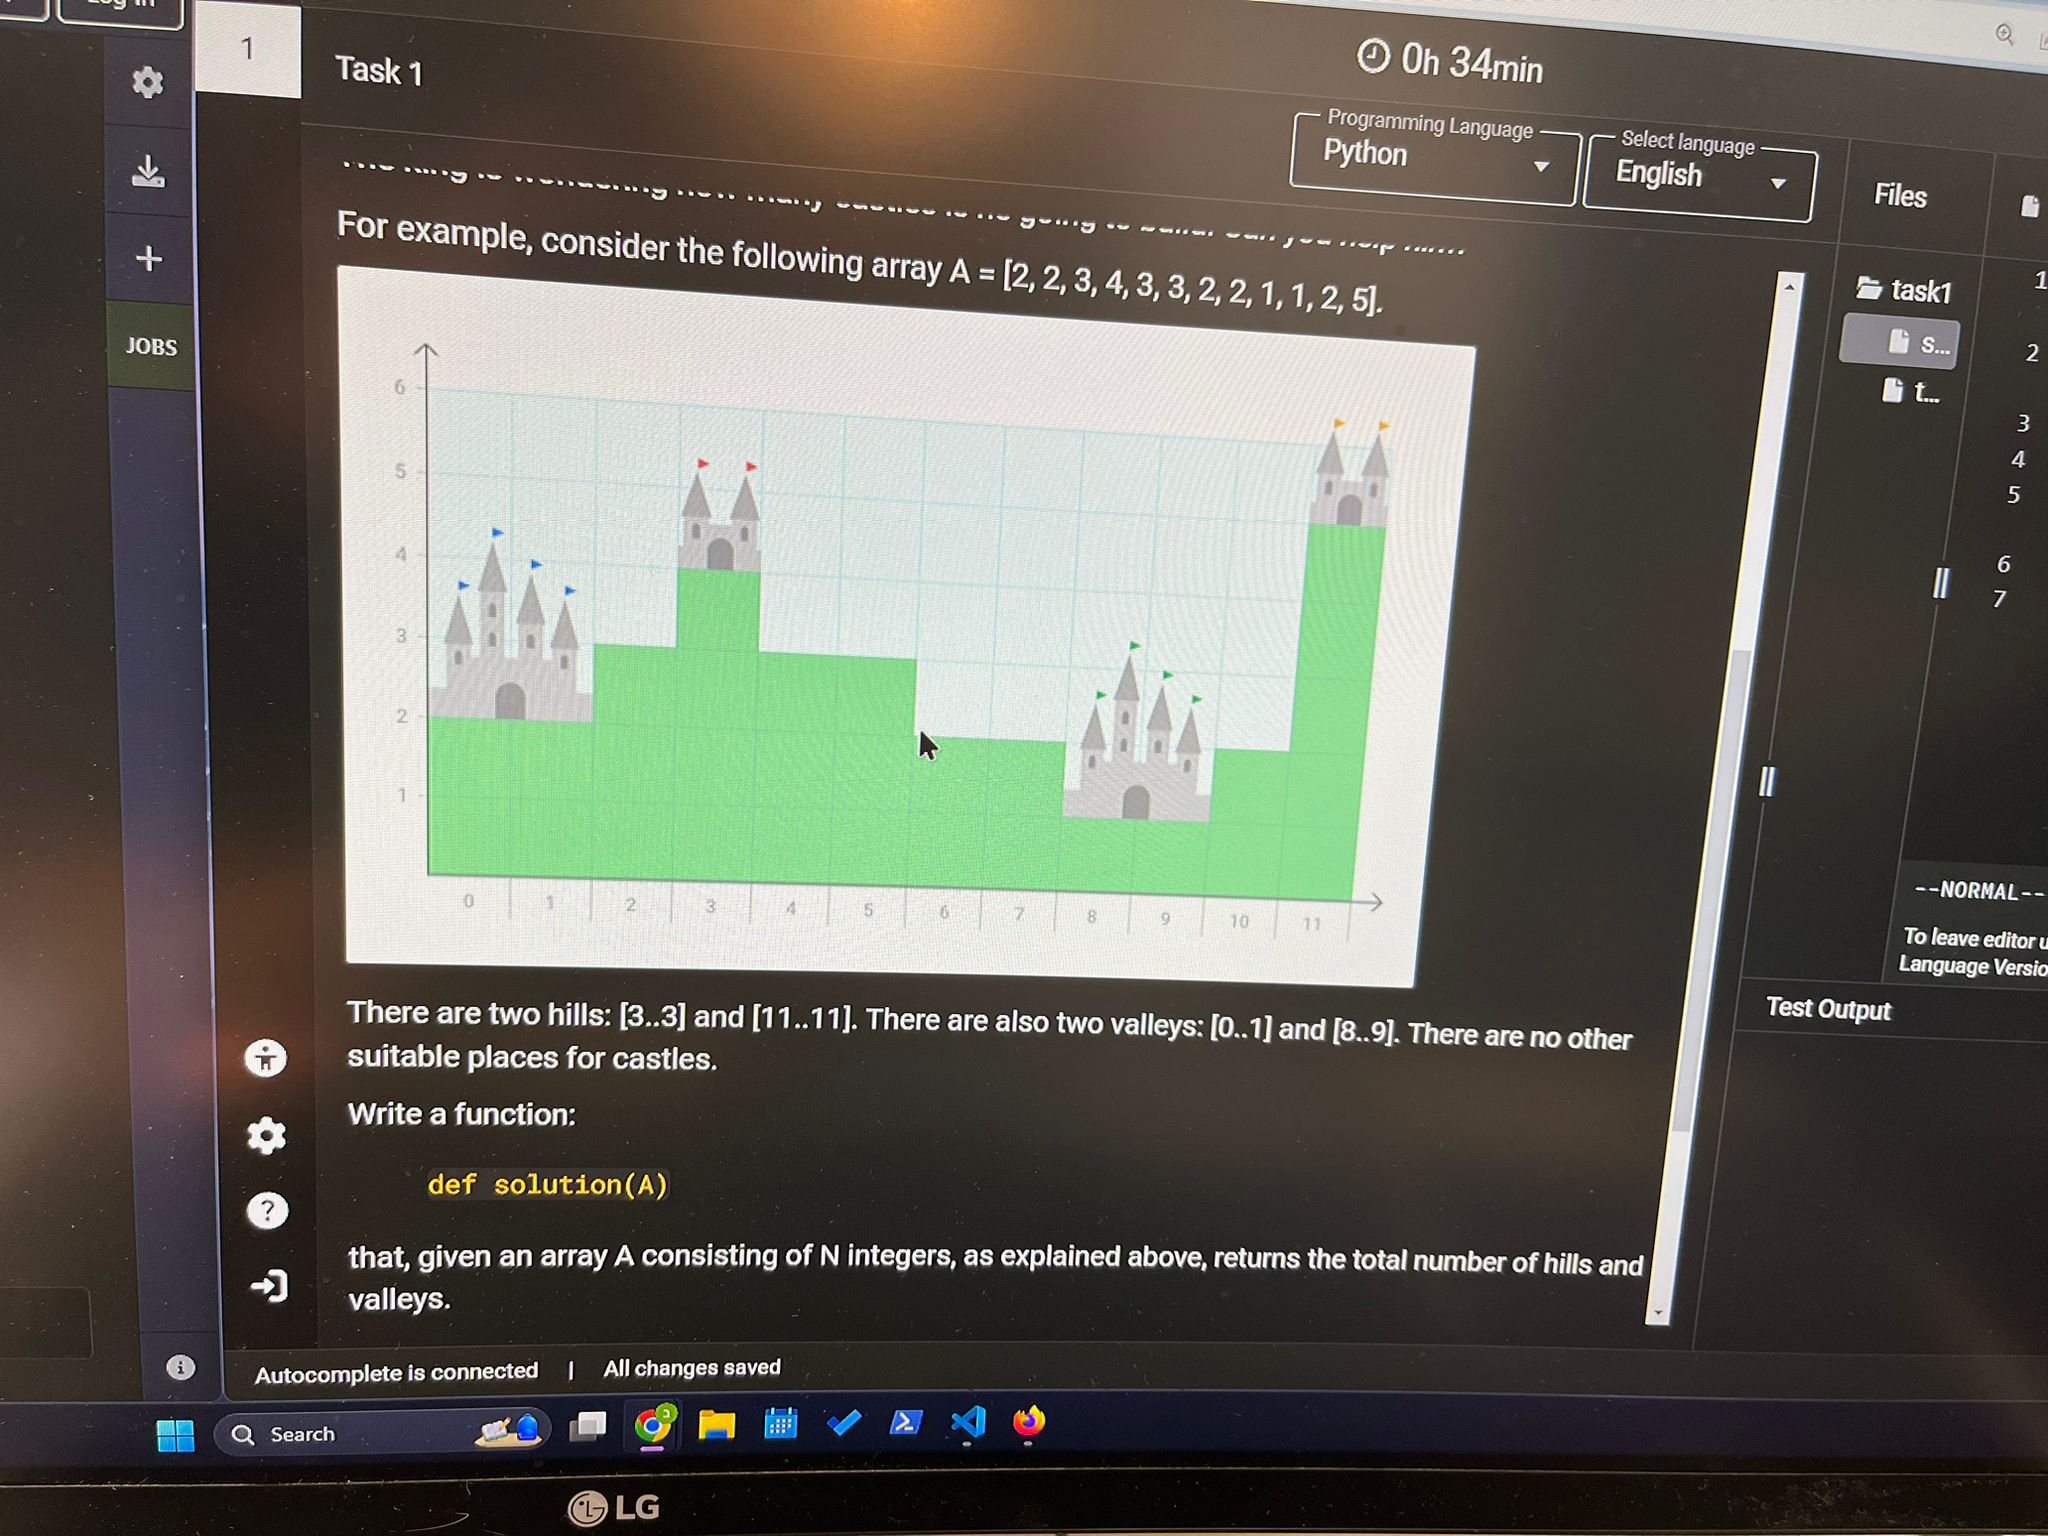 Log in
1
Task 1
0h 34min
Programming Language
Python
Select language
English
Files
JOBS
For example, consider the following array A = [2, 2, 3, 4, 3, 3, 2, 2, 1, 1, 2, 5].
task1
s...
t...
1
2
3
4
5
6
7
6
5
4
3
2
1
0 1 2 3 4 5 6 7 8 9 10 11
There are two hills: [3..3] and [11..11]. There are also two valleys: [0..1] and [8..9]. There are no other
suitable places for castles.
Write a function:
def solution(A)
that, given an array A consisting of N integers, as explained above, returns the total number of hills and
valleys.
--NORMAL--
To leave editor u
Language Versio
Test Output
Autocomplete is connected | All changes saved
Search
LG